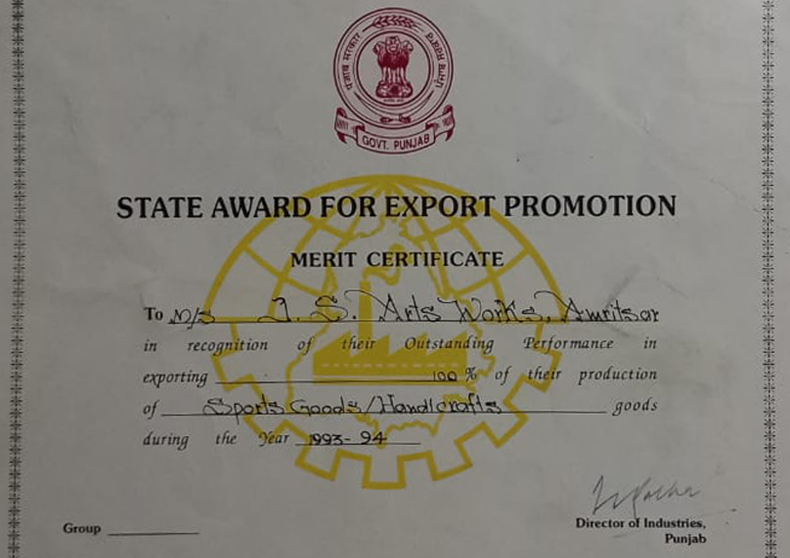 पंजाब सरकार
GOVT. PUNJAB
STATE AWARD FOR EXPORT PROMOTION
MERIT CERTIFICATE
To M/s J. S. Arts Works, Amritsar
in recognition of their Outstanding Performance in
exporting 100 % of their production
of Sports Goods/Handicrafts goods
during the Year 1993-94
Group
Director of Industries,
Punjab